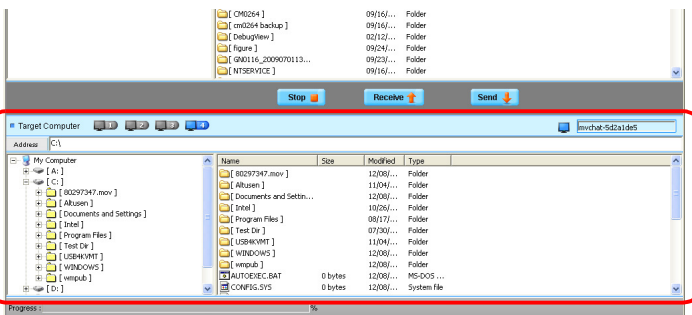 [ CM0264 ] 09/16/... Folder
[ cm0264 backup ] 09/16/... Folder
[ DebugView ] 02/12/... Folder
[ figure ] 09/24/... Folder
[ GN0116_2009070113... 09/23/... Folder
[ NTSERVICE ] 09/16/... Folder
Stop Receive Send
Target Computer 1 2 3 4 mvchat-5d2a1de5
Address C:\
My Computer
[ A: ]
[ C: ]
[ 80297347.mov ]
[ Altusen ]
[ Documents and Settings ]
[ Intel ]
[ Program Files ]
[ Test Dir ]
[ USB4KVMT ]
[ WINDOWS ]
[ wmpub ]
[ D: ]
Name Size Modified Type
[ 80297347.mov ] 12/08/... Folder
[ Altusen ] 11/04/... Folder
[ Documents and Settin... 12/08/... Folder
[ Intel ] 10/26/... Folder
[ Program Files ] 08/17/... Folder
[ Test Dir ] 07/30/... Folder
[ USB4KVMT ] 11/04/... Folder
[ WINDOWS ] 12/08/... Folder
[ wmpub ] 12/08/... Folder
AUTOEXEC.BAT 0 bytes 12/08/... MS-DOS ...
CONFIG.SYS 0 bytes 12/08/... System file
Progress : %